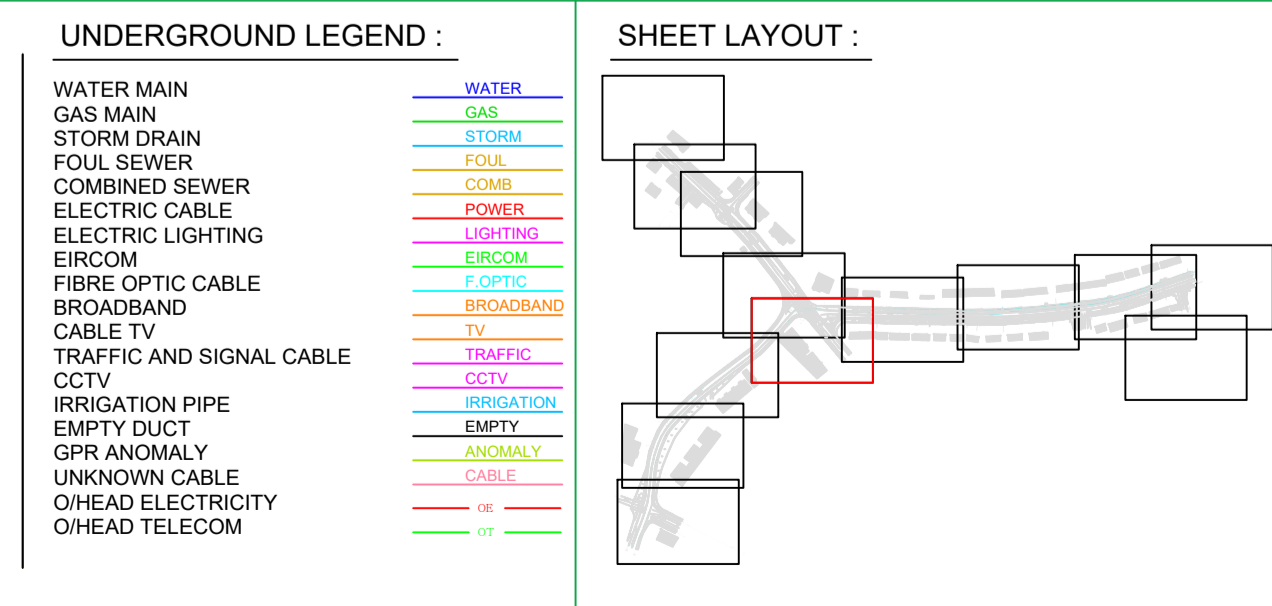 UNDERGROUND LEGEND :
WATER MAIN WATER
GAS MAIN GAS
STORM DRAIN STORM
FOUL SEWER FOUL
COMBINED SEWER COMB
ELECTRIC CABLE POWER
ELECTRIC LIGHTING LIGHTING
EIRCOM EIRCOM
FIBRE OPTIC CABLE F.OPTIC
BROADBAND BROADBAND
CABLE TV TV
TRAFFIC AND SIGNAL CABLE TRAFFIC
CCTV CCTV
IRRIGATION PIPE IRRIGATION
EMPTY DUCT EMPTY
GPR ANOMALY ANOMALY
UNKNOWN CABLE CABLE
O/HEAD ELECTRICITY OE
O/HEAD TELECOM OT
SHEET LAYOUT :